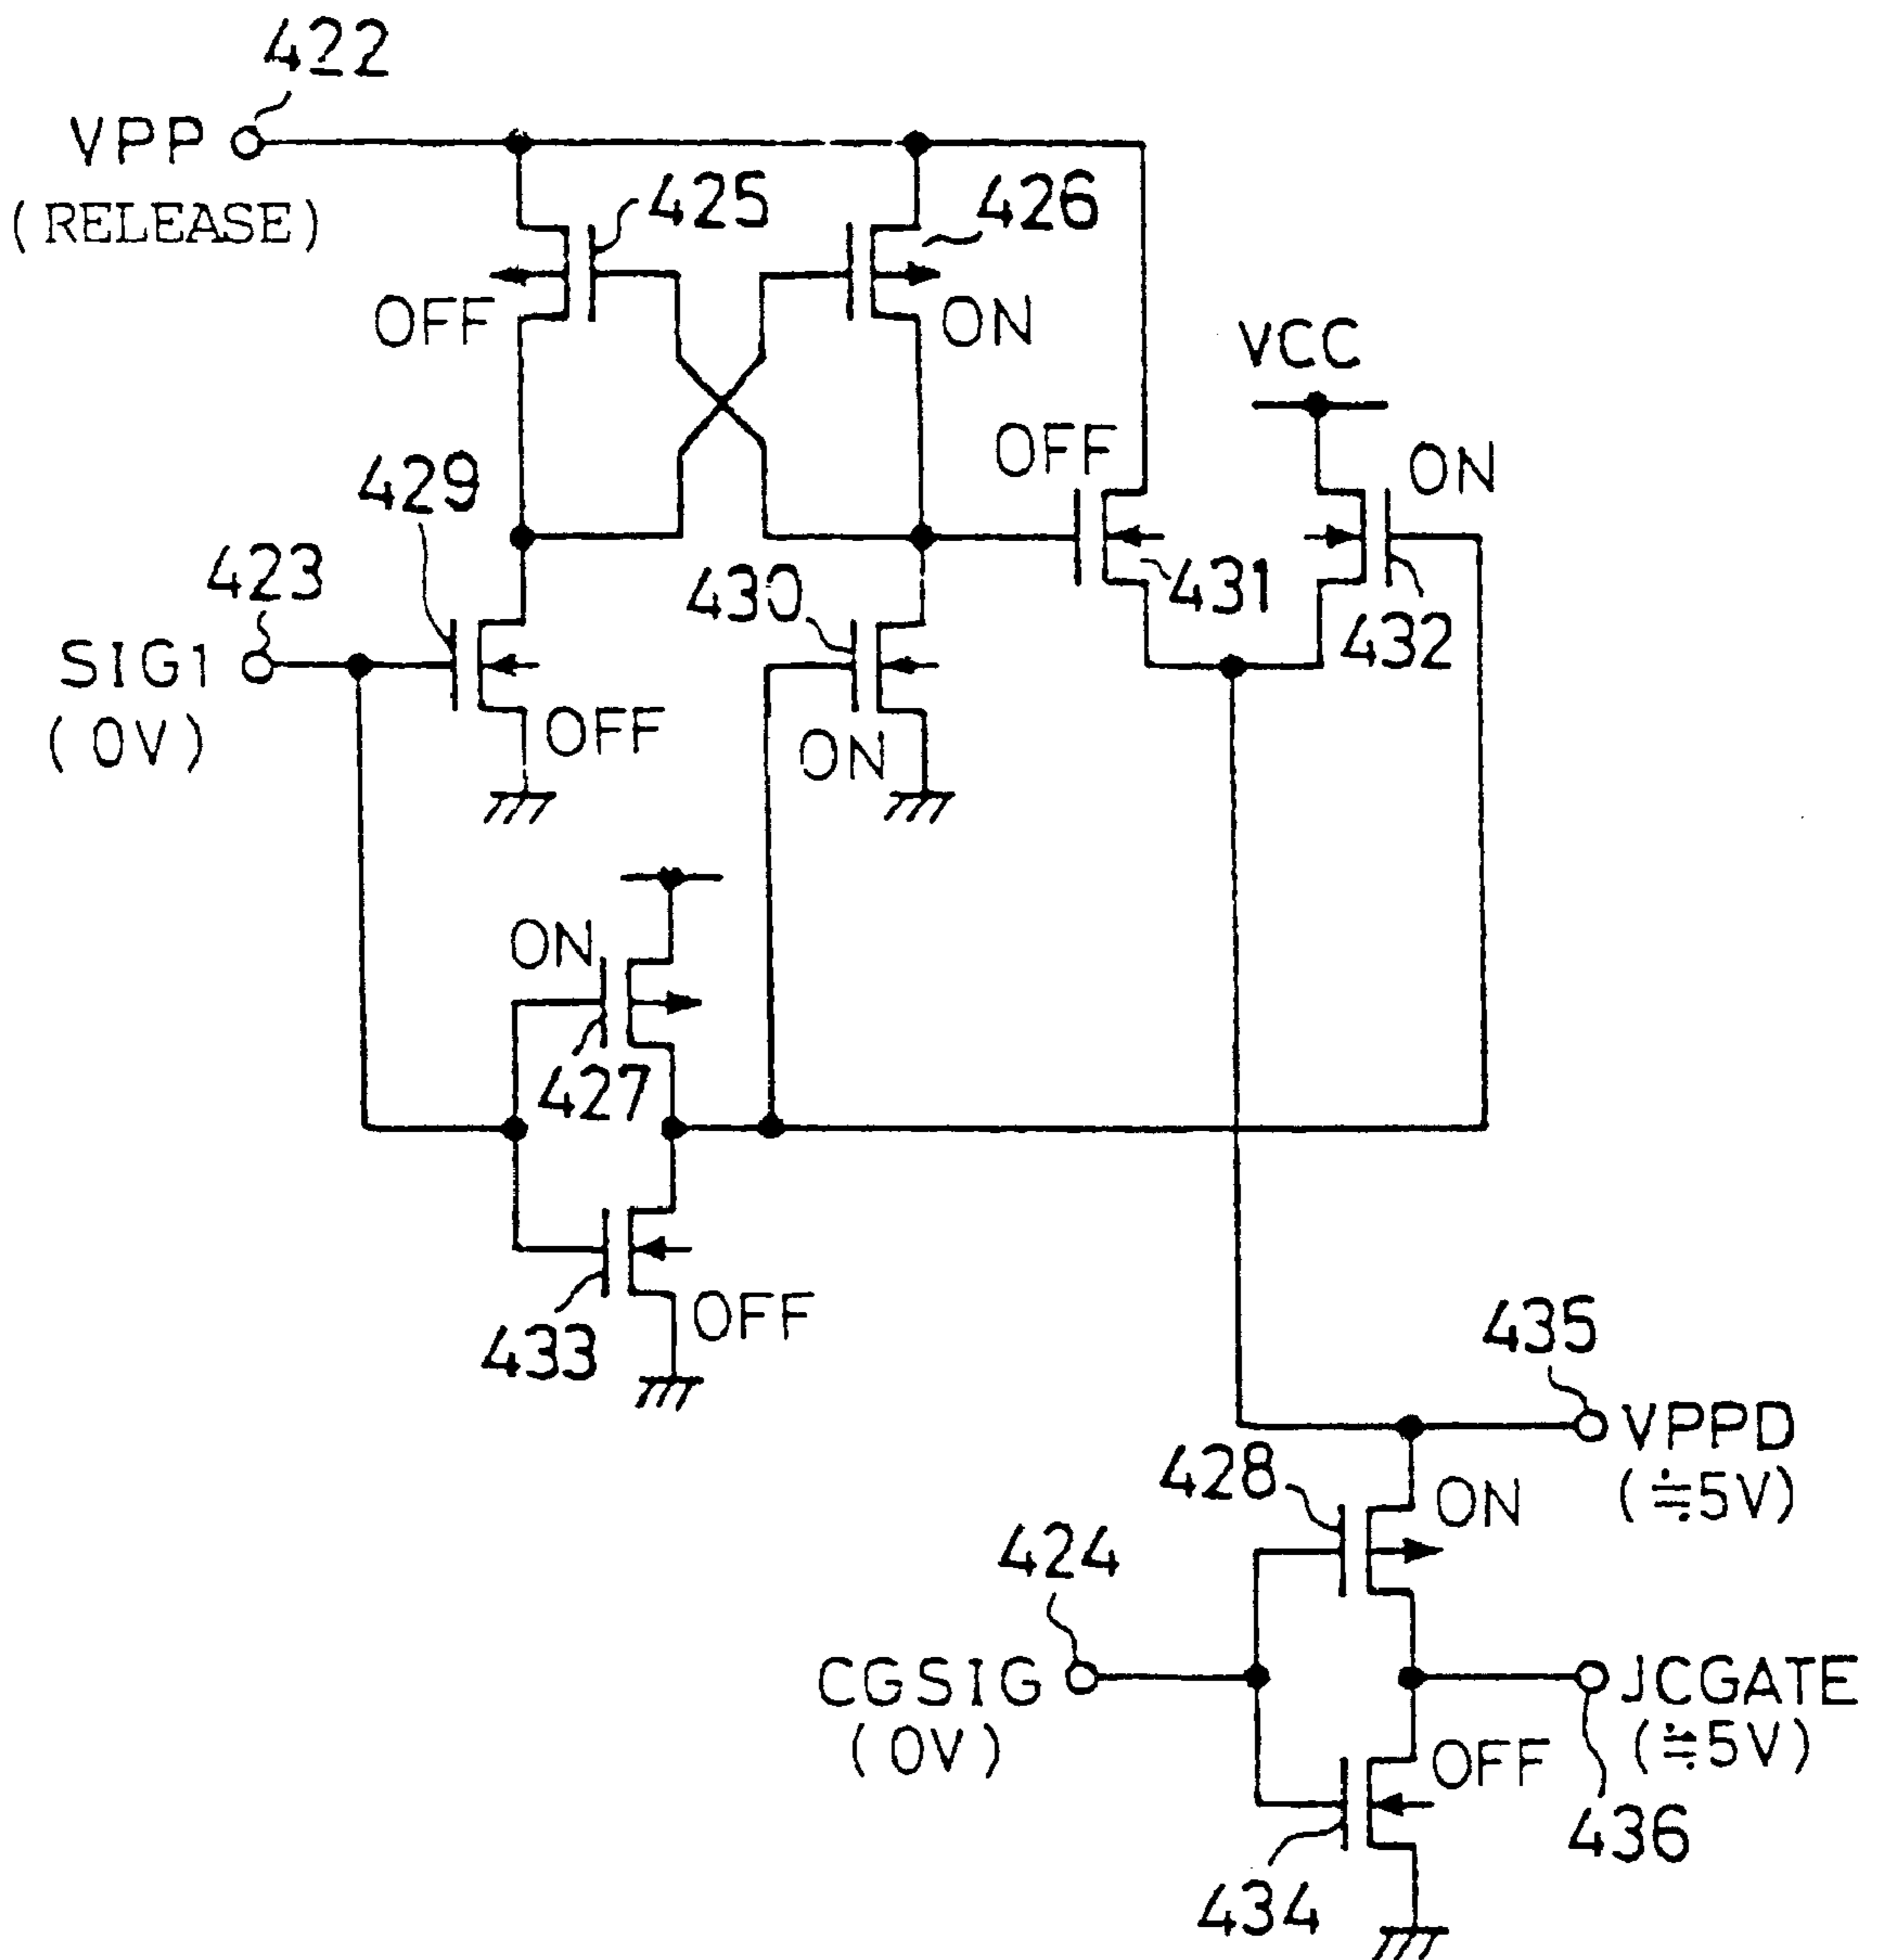 422
VPP
(RELEASE)
425
426
OFF
ON
VCC
OFF
ON
429
423
430
431
432
SIG1
(0V)
OFF
ON
ON
427
433
OFF
435
VPPD
(≒5V)
428
ON
424
CGSIG
(0V)
JCGATE
(≒5V)
OFF
436
434